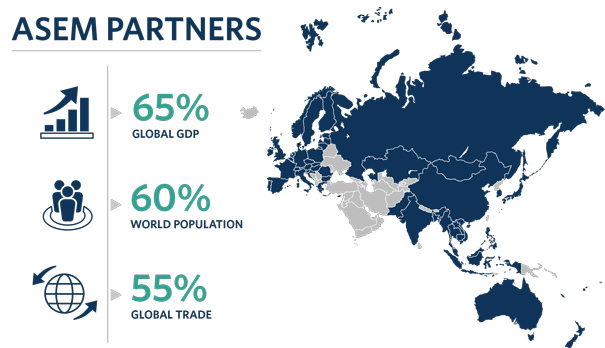 ASEM PARTNERS
65%
GLOBAL GDP
60%
WORLD POPULATION
55%
GLOBAL TRADE